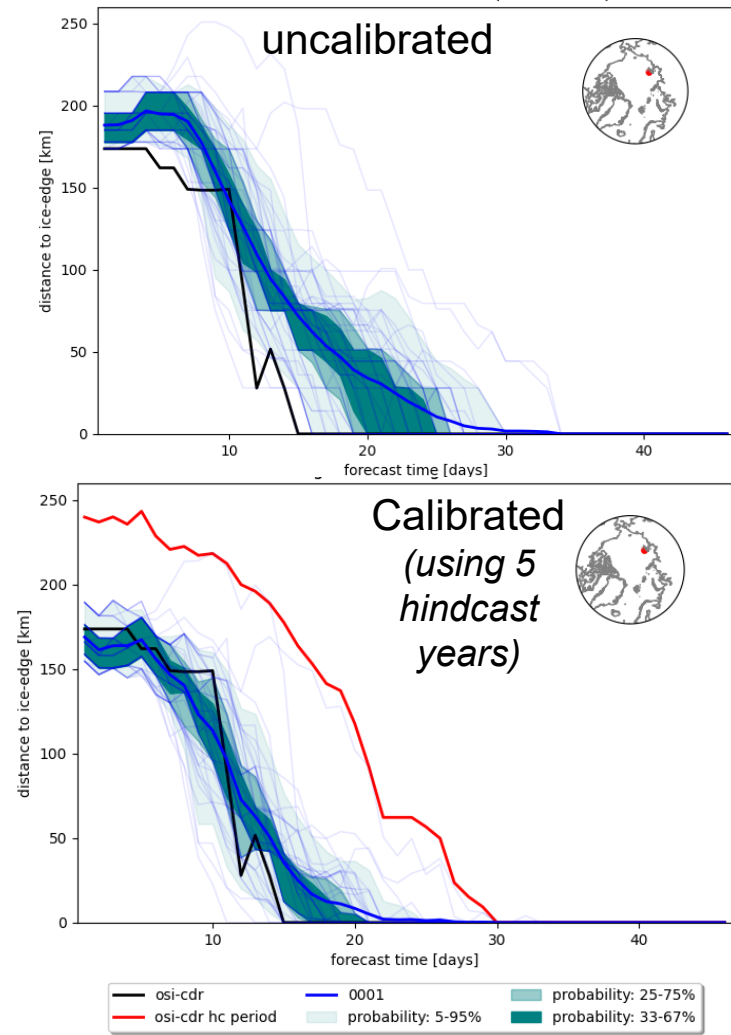 uncalibrated
250
200
150
100
50
0
distance to ice-edge [km]
10
20
30
40
forecast time [days]
Calibrated
(using 5
hindcast
years)
250
200
150
100
50
0
distance to ice-edge [km]
10
20
30
40
forecast time [days]
osi-cdr
0001
probability: 25-75%
osi-cdr hc period
probability: 5-95%
probability: 33-67%